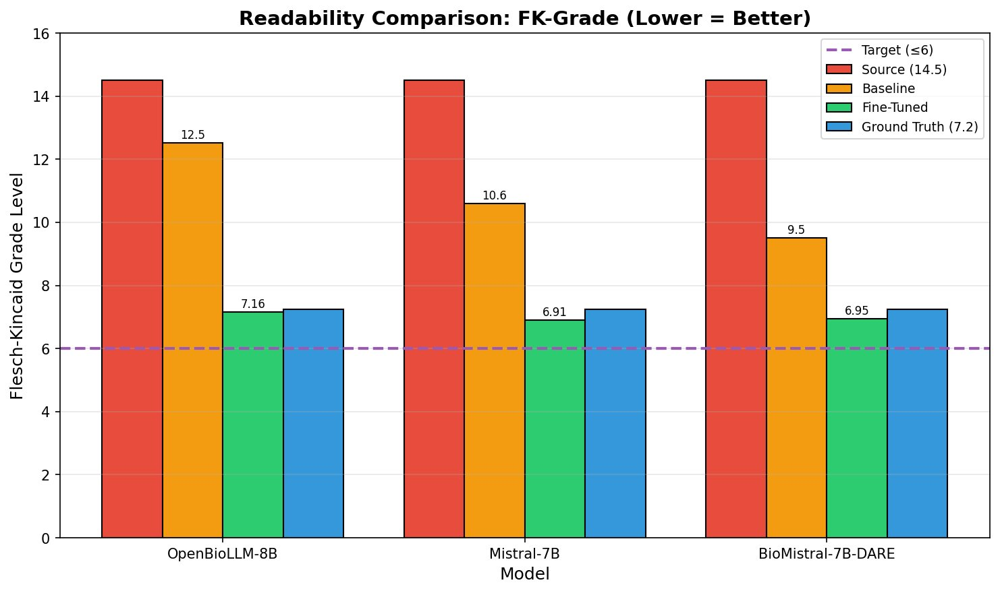 Readability Comparison: FK-Grade (Lower = Better)
Target (≤6)
Source (14.5)
Baseline
Fine-Tuned
Ground Truth (7.2)
Flesch-Kincaid Grade Level
16
14
12
10
8
6
4
2
0
12.5
7.16
10.6
6.91
9.5
6.95
OpenBioLLM-8B
Mistral-7B
BioMistral-7B-DARE
Model